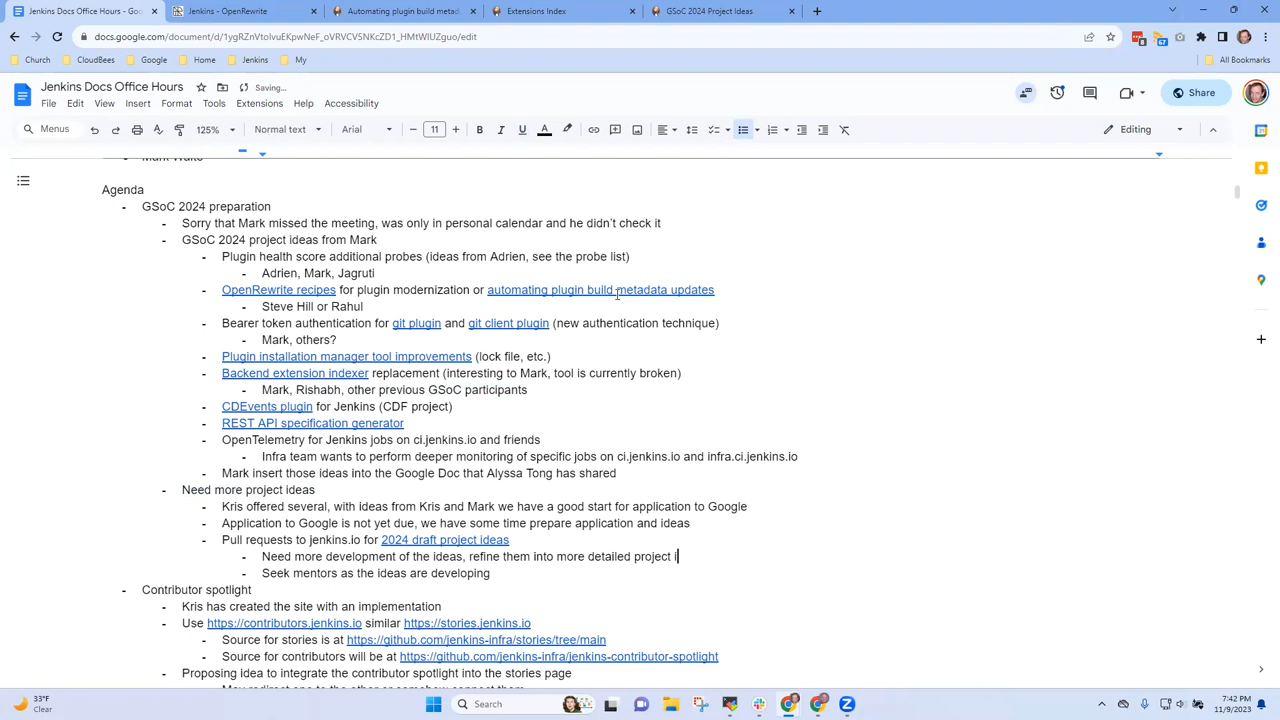 Jenkins Docs Office Hours - Goo
Automating plugin build metad
Extensions Index
GSoC 2024 Project Ideas
docs.google.com/document/d/1ygRZnVtoIvuEKpwNeF_oVRVCV5NKcZD1_HMtWIUZguo/edit
Church
CloudBees
Google
Home
Jenkins
My
All Bookmarks
Jenkins Docs Office Hours
Saving...
File Edit View Insert Format Tools Extensions Help Accessibility
Share
Menus
125%
Normal text
Arial
11
Editing
Agenda
- GSoC 2024 preparation
- Sorry that Mark missed the meeting, was only in personal calendar and he didn't check it
- GSoC 2024 project ideas from Mark
- Plugin health score additional probes (ideas from Adrien, see the probe list)
- Adrien, Mark, Jagruti
- OpenRewrite recipes for plugin modernization or automating plugin build metadata updates
- Steve Hill or Rahul
- Bearer token authentication for git plugin and git client plugin (new authentication technique)
- Mark, others?
- Plugin installation manager tool improvements (lock file, etc.)
- Backend extension indexer replacement (interesting to Mark, tool is currently broken)
- Mark, Rishabh, other previous GSoC participants
- CDEvents plugin for Jenkins (CDF project)
- REST API specification generator
- OpenTelemetry for Jenkins jobs on ci.jenkins.io and friends
- Infra team wants to perform deeper monitoring of specific jobs on ci.jenkins.io and infra.ci.jenkins.io
- Mark insert those ideas into the Google Doc that Alyssa Tong has shared
- Need more project ideas
- Kris offered several, with ideas from Kris and Mark we have a good start for application to Google
- Application to Google is not yet due, we have some time prepare application and ideas
- Pull requests to jenkins.io for 2024 draft project ideas
- Need more development of the ideas, refine them into more detailed project i
- Seek mentors as the ideas are developing
- Contributor spotlight
- Kris has created the site with an implementation
- Use https://contributors.jenkins.io similar https://stories.jenkins.io
- Source for stories is at https://github.com/jenkins-infra/stories/tree/main
- Source for contributors will be at https://github.com/jenkins-infra/jenkins-contributor-spotlight
- Proposing idea to integrate the contributor spotlight into the stories page
33°F
Clear
Search
7:42 PM
11/9/2023